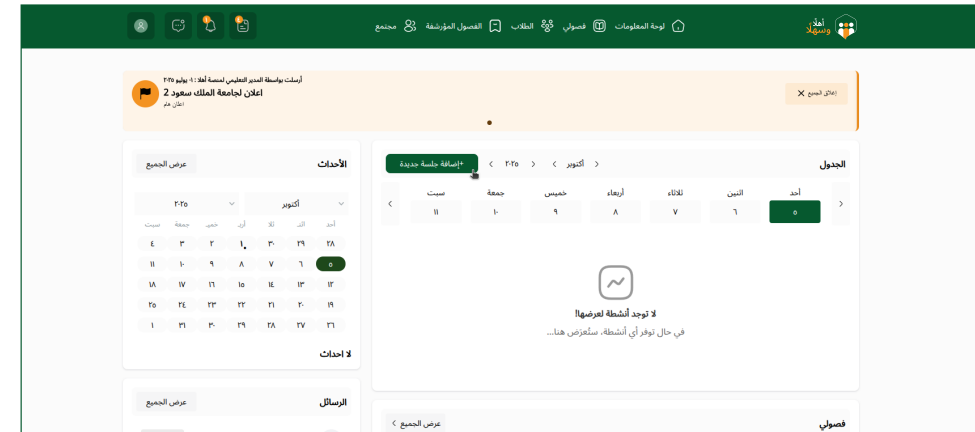 أهلًا
وسهلًا
لوحة المعلومات
فصولي
الطلاب
الفصول المؤرشفة
مجتمع
أرسلت بواسطة المدير التعليمي لمنصة أهلا : ١٠ يوليو ٢٠٢٥
اعلان لجامعة الملك سعود 2
اعلان هام
إغلاق الجميع
الجدول
أكتوبر
٢٠٢٥
+إضافة جلسة جديدة
أحد اثنين ثلاثاء أربعاء خميس جمعة سبت
٥ ٦ ٧ ٨ ٩ ١٠ ١١
لا توجد أنشطة لعرضها!
في حال توفر أي أنشطة، ستُعرَض هنا...
الأحداث
عرض الجميع
أكتوبر
٢٠٢٥
أحد اثن ثلا أرب خميـ جمعة سبت
٢٨ ٢٩ ٣٠ ١ ٢ ٣ ٤
٥ ٦ ٧ ٨ ٩ ١٠ ١١
١٢ ١٣ ١٤ ١٥ ١٦ ١٧ ١٨
١٩ ٢٠ ٢١ ٢٢ ٢٣ ٢٤ ٢٥
٢٦ ٢٧ ٢٨ ٢٩ ٣٠ ٣١ ١
لا احداث
الرسائل
عرض الجميع
فصولي
عرض الجميع